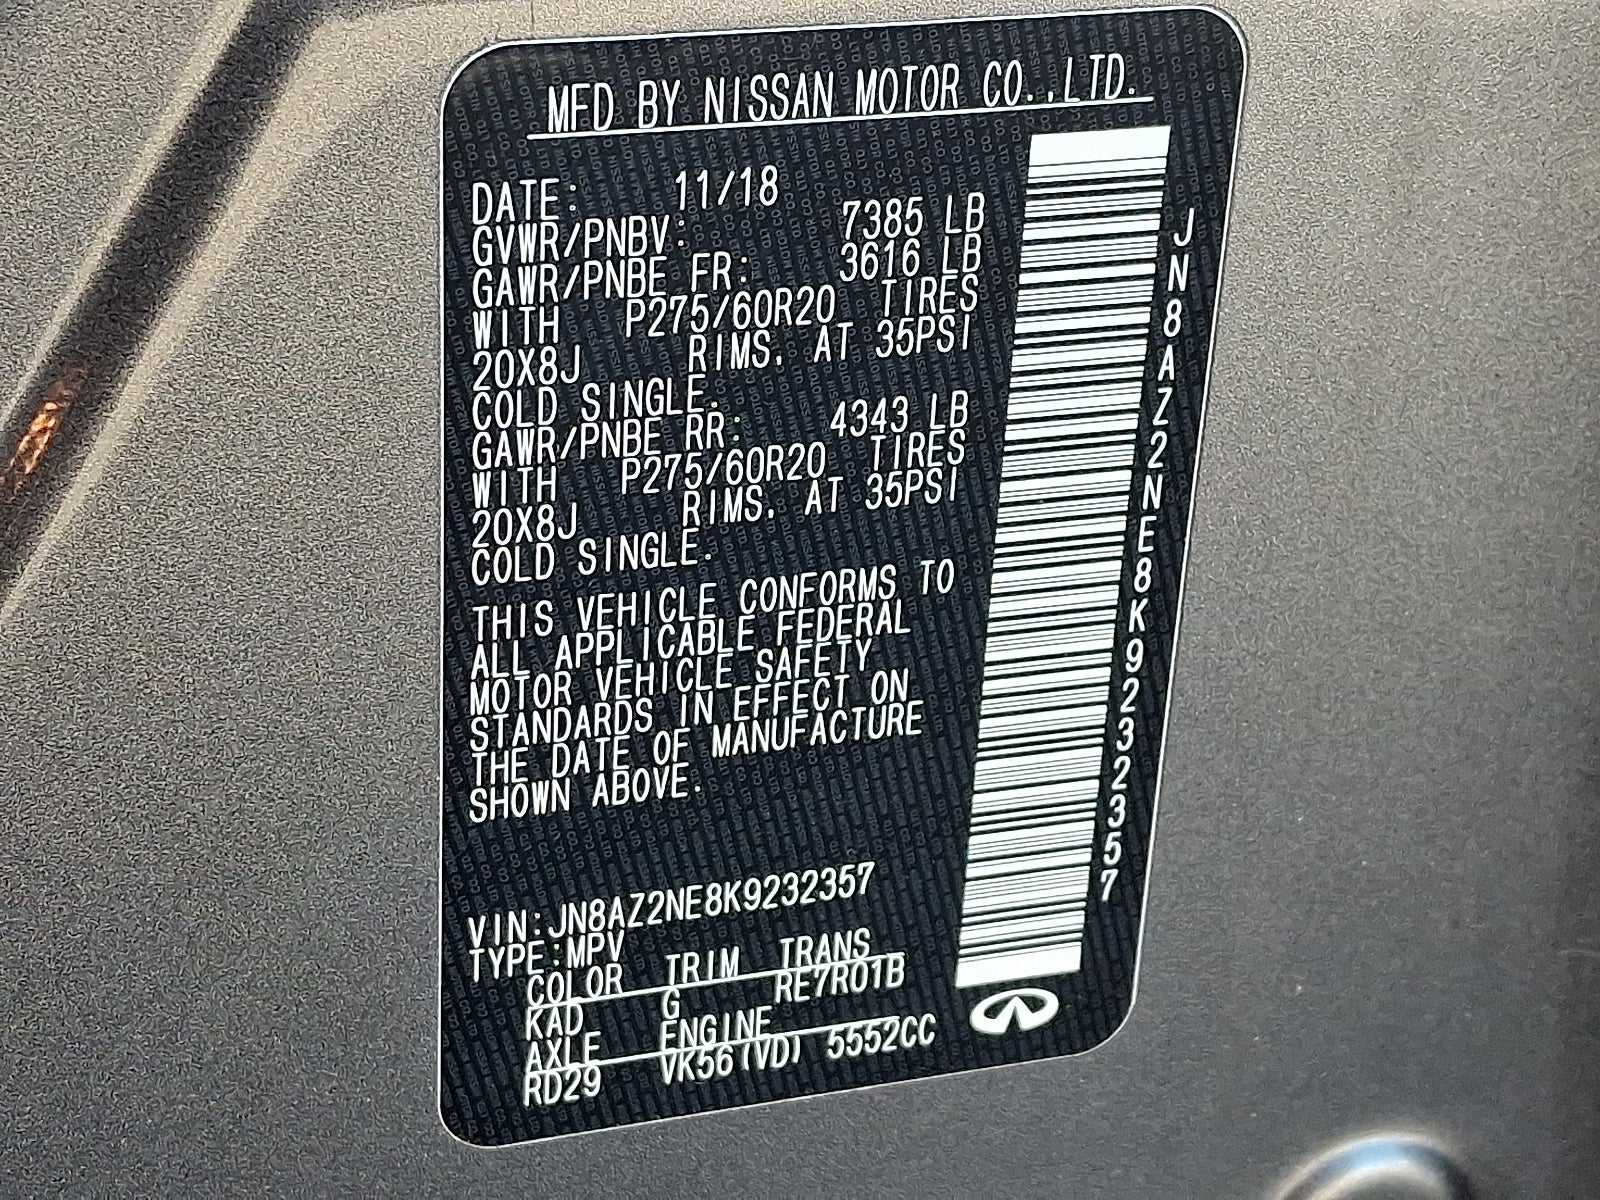 MFD BY NISSAN MOTOR CO.,LTD.
DATE: 11/18
GVWR/PNBV: 7385 LB
GAWR/PNBE FR: 3616 LB
WITH P275/60R20 TIRES
20X8J RIMS. AT 35PSI
COLD SINGLE.
GAWR/PNBE RR: 4343 LB
WITH P275/60R20 TIRES
20X8J RIMS. AT 35PSI
COLD SINGLE.
THIS VEHICLE CONFORMS TO
ALL APPLICABLE FEDERAL
MOTOR VEHICLE SAFETY
STANDARDS IN EFFECT ON
THE DATE OF MANUFACTURE
SHOWN ABOVE.
VIN:JN8AZ2NE8K9232357
TYPE:MPV
COLOR TRIM TRANS
KAD G RE7R01B
AXLE ENGINE
RD29 VK56(VD) 5552CC
JN8AZ2NE8K9232357